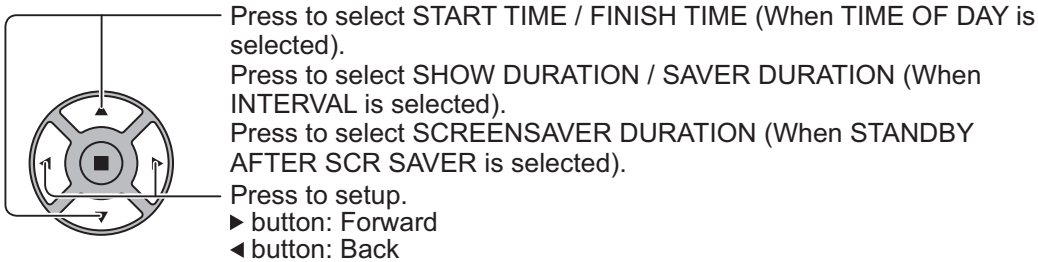 Press to select START TIME / FINISH TIME (When TIME OF DAY is
selected).
Press to select SHOW DURATION / SAVER DURATION (When
INTERVAL is selected).
Press to select SCREENSAVER DURATION (When STANDBY
AFTER SCR SAVER is selected).
Press to setup.
► button: Forward
◄ button: Back